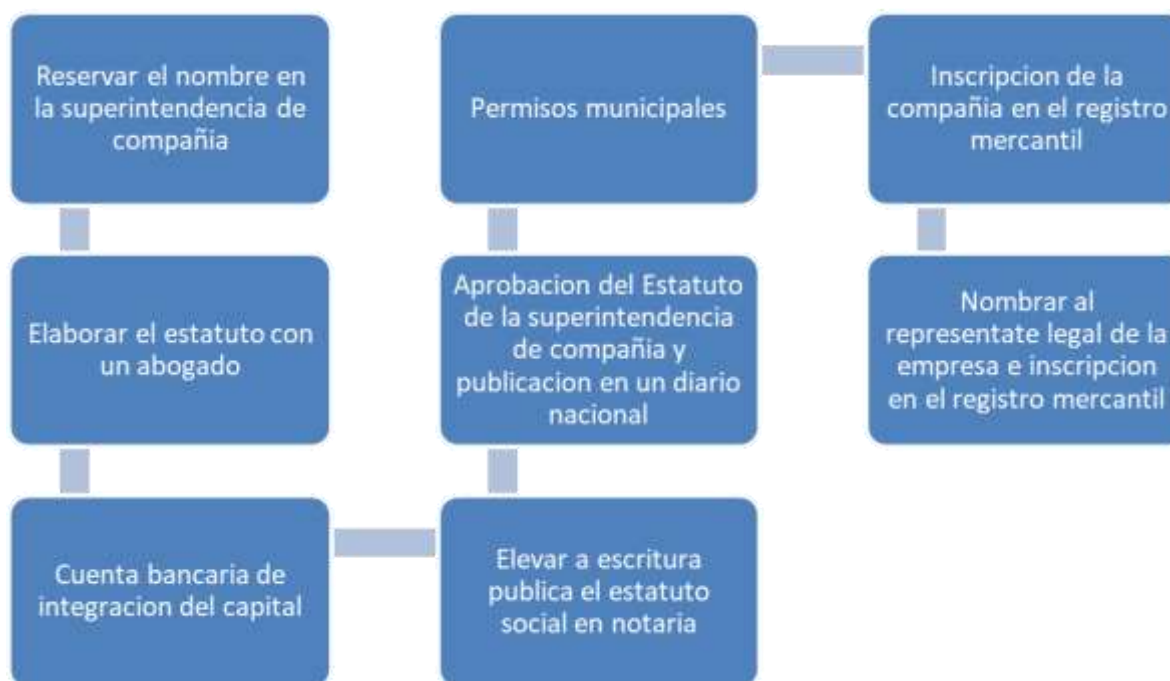 Reservar el nombre en
la superintendencia de
compañia
Elaborar el estatuto con
un abogado
Cuenta bancaria de
integracion del capital
Elevar a escritura
publica el estatuto
social en notaria
Aprobacion del Estatuto
de la superintendencia
de compañia y
publicacion en un diario
nacional
Permisos municipales
Inscripcion de la
compañia en el registro
mercantil
Nombrar al
representate legal de la
empresa e inscripcion
en el registro mercantil